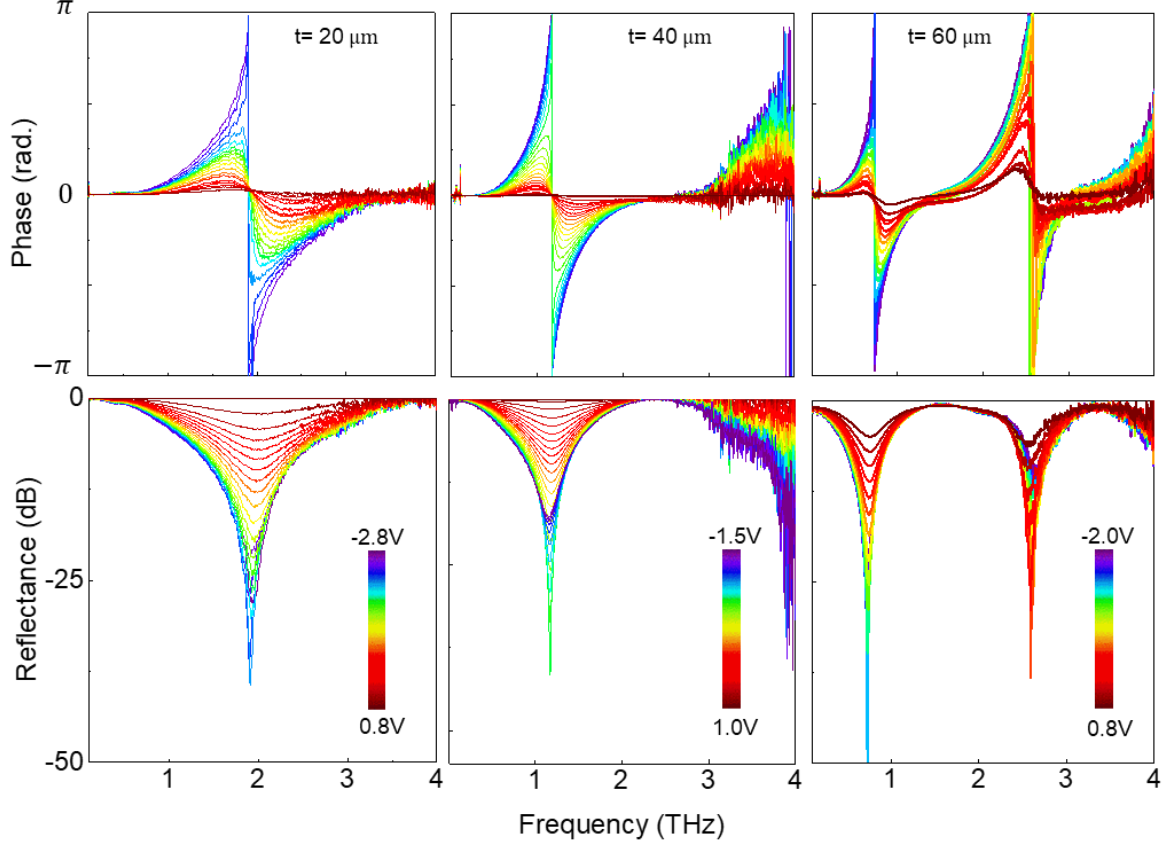 π
t= 20 μm
t= 40 μm
t= 60 μm
Phase (rad.)
0
−π
0
Reflectance (dB)
-25
-50
-2.8V
0.8V
-1.5V
1.0V
-2.0V
0.8V
1 2 3 4
1 2 3 4
1 2 3 4
Frequency (THz)